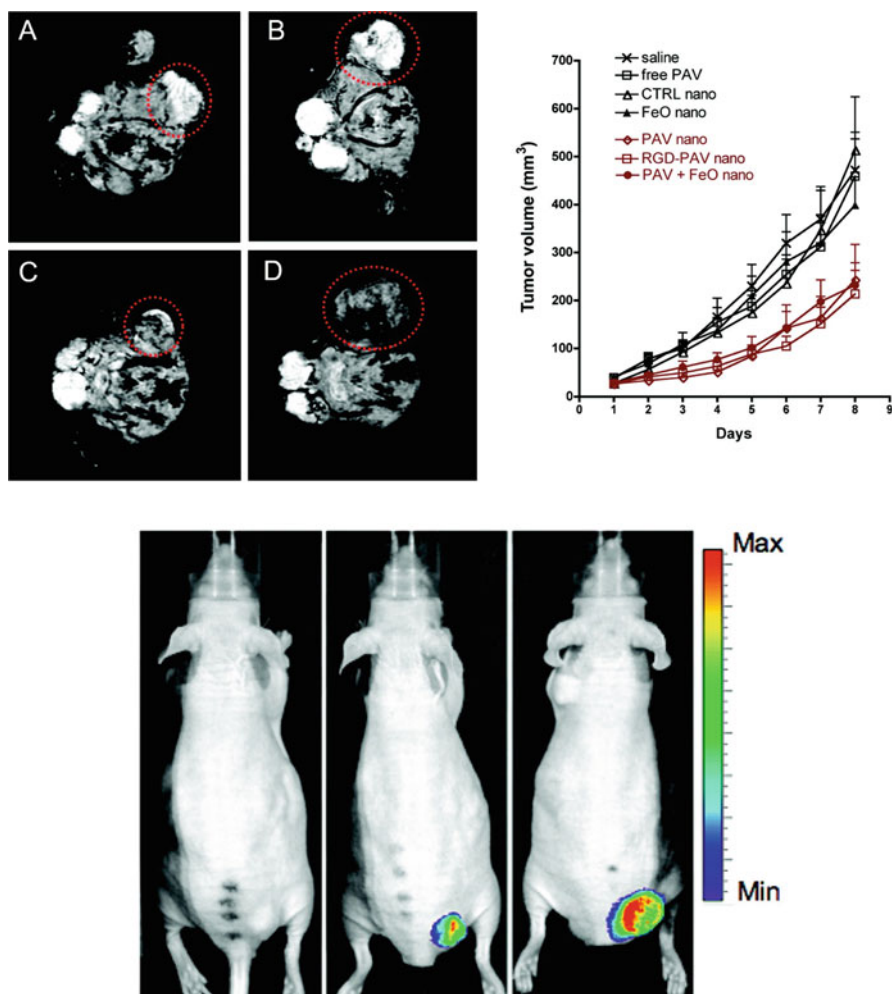 A
B
C
D
700
600
500
400
300
200
100
0
Tumor volume (mm³)
saline
free PAV
CTRL nano
FeO nano
PAV nano
RGD-PAV nano
PAV + FeO nano
0 1 2 3 4 5 6 7 8 9
Days
Max
Min